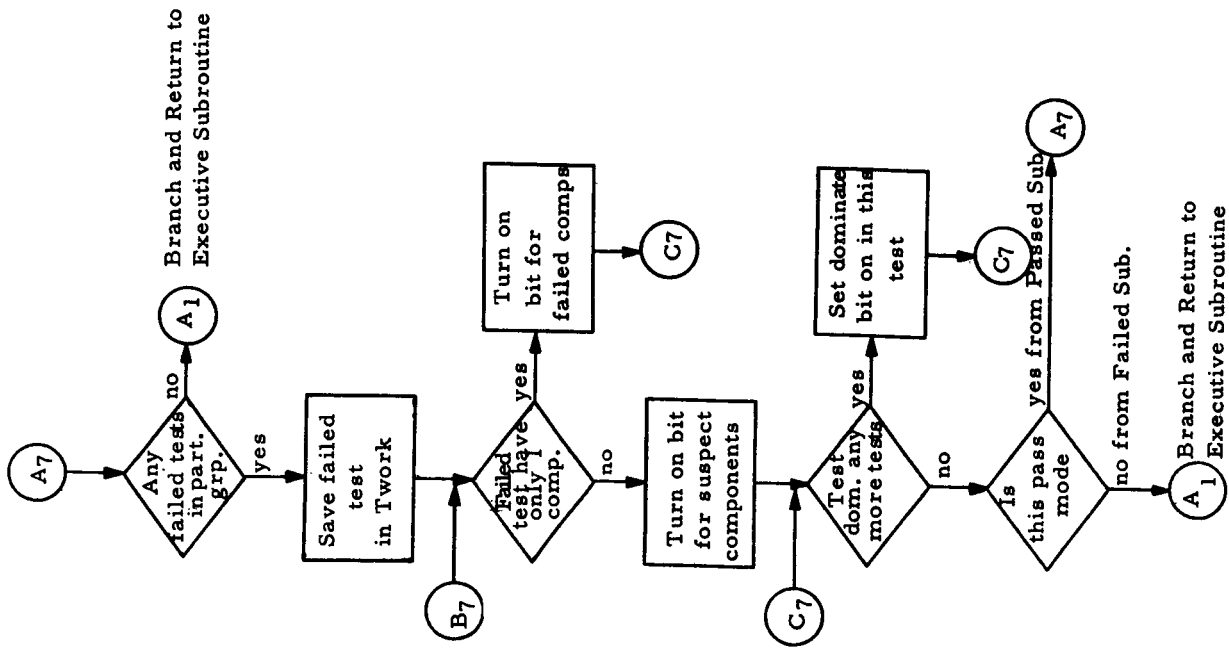 A7
Any
failed tests
in part.
grp.
no
A1
Branch and Return to
Executive Subroutine
yes
Save failed
test
in Twork
B7
Failed
test have
only 1
comp.
yes
Turn on
bit for
failed comps
C7
no
Turn on bit
for suspect
components
C7
Test
dom. any
more tests
yes
Set dominate
bit on in this
test
C7
no
Is
this pass
mode
yes from Passed Sub
A7
no from Failed Sub.
A1
Branch and Return to
Executive Subroutine